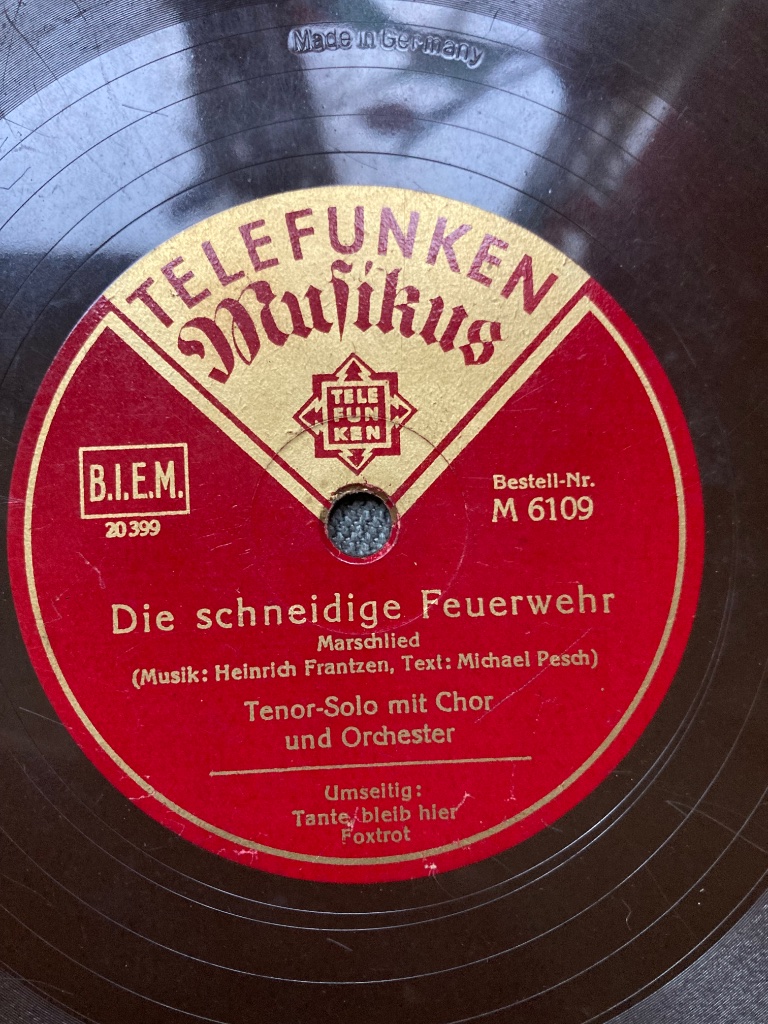 Made in Germany
TELEFUNKEN
Musikus
TELE
FUN
KEN
B.I.E.M.
20399
Bestell-Nr.
M 6109
Die schneidige Feuerwehr
Marschlied
(Musik: Heinrich Frantzen, Text: Michael Pesch)
Tenor-Solo mit Chor
und Orchester
Umseitig:
Tante, bleib hier
Foxtrot